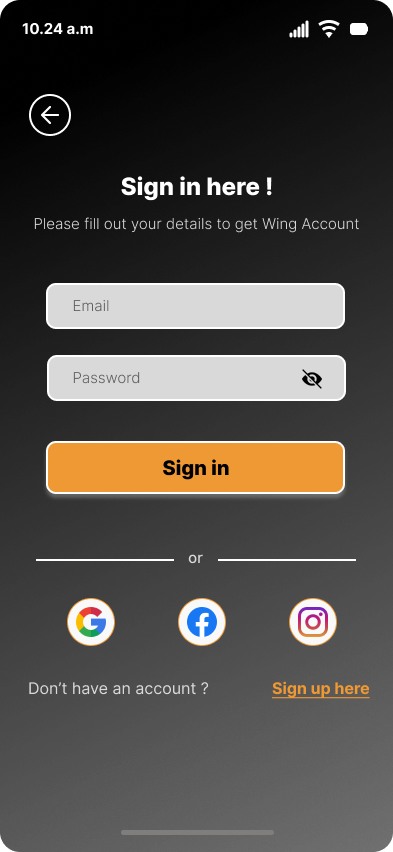 10.24 a.m
Sign in here !
Please fill out your details to get Wing Account
Email
Password
Sign in
or
Don’t have an account ?
Sign up here